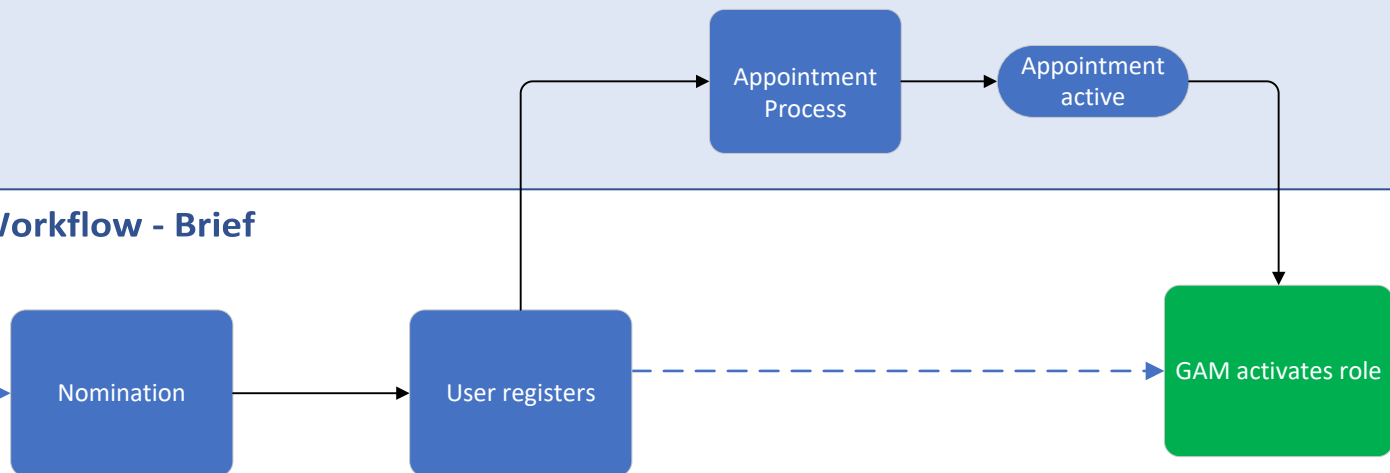 Appointment
Process
Appointment
active
Workflow - Brief
Nomination
User registers
GAM activates role